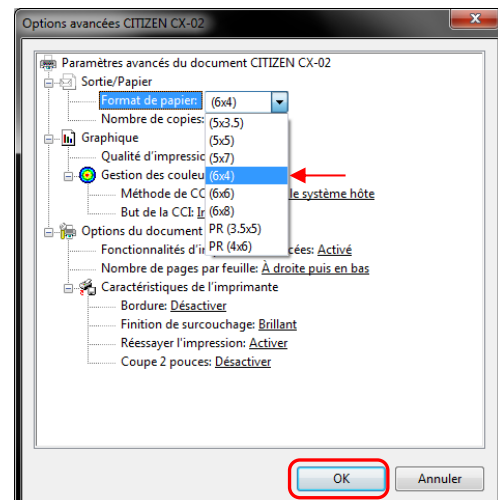 Options avancées CITIZEN CX-02
Paramètres avancés du document CITIZEN CX-02
Sortie/Papier
Format de papier: (6x4)
Nombre de copies:
(5x3.5)
(5x5)
(5x7)
(6x4)
(6x6)
(6x8)
PR (3.5x5)
PR (4x6)
Graphique
Qualité d'impressio
Gestion des couleu
Méthode de CC le système hôte
But de la CCI: I
Options du document
Fonctionnalités d'i cées: Activé
Nombre de pages par feuille: À droite puis en bas
Caractéristiques de l'imprimante
Bordure: Désactiver
Finition de surcouchage: Brillant
Réessayer l'impression: Activer
Coupe 2 pouces: Désactiver
OK
Annuler